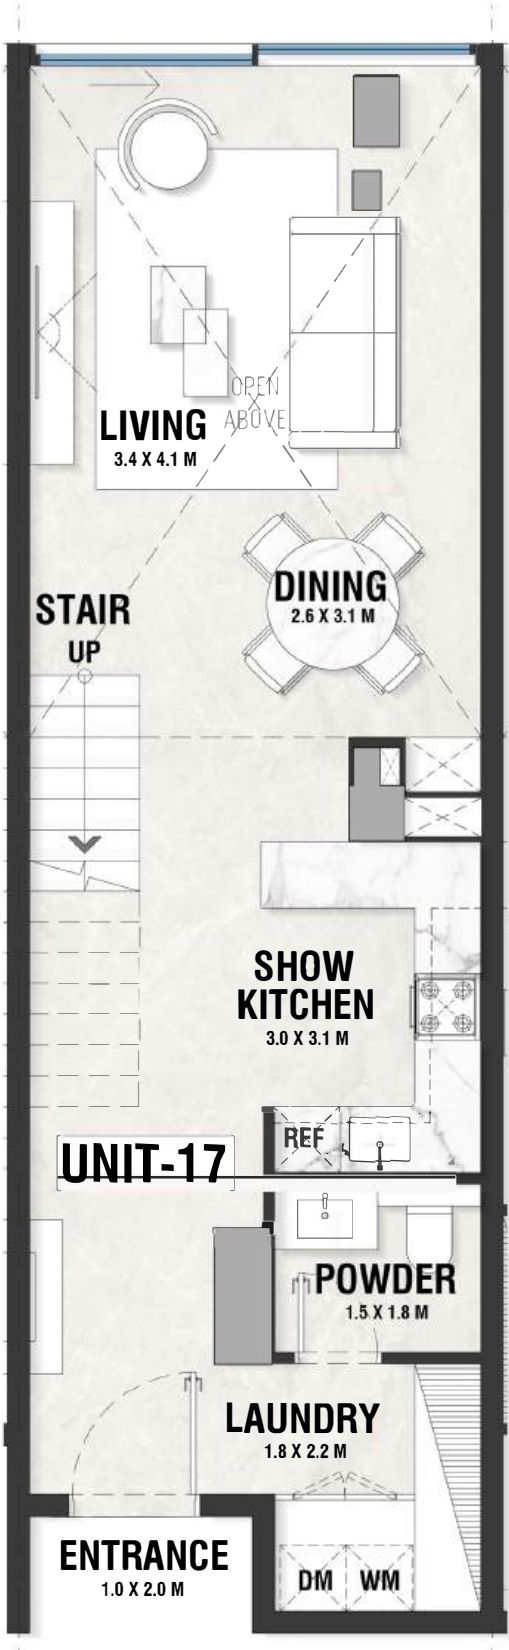 OPEN
ABOVE
LIVING
3.4 X 4.1 M
DINING
2.6 X 3.1 M
STAIR
UP
SHOW
KITCHEN
3.0 X 3.1 M
REF
UNIT-17
POWDER
1.5 X 1.8 M
LAUNDRY
1.8 X 2.2 M
ENTRANCE
1.0 X 2.0 M
DM WM